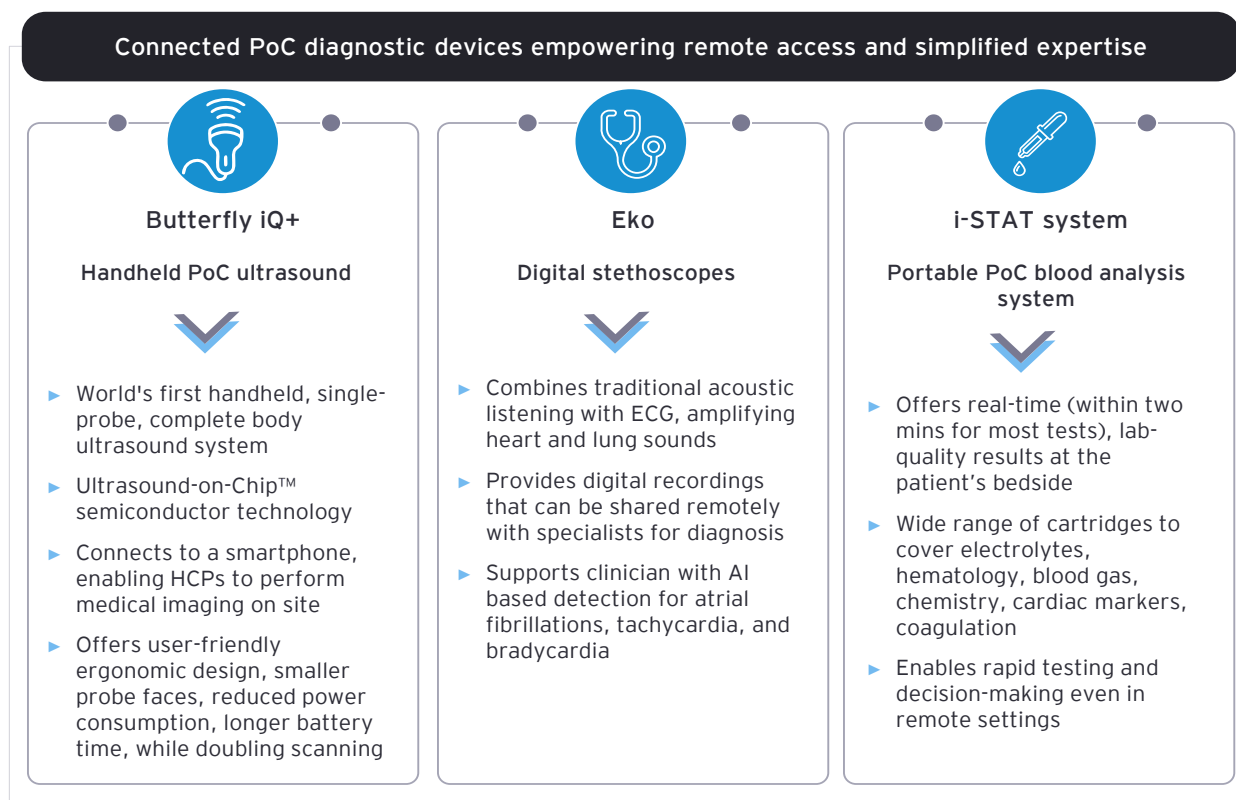 Connected PoC diagnostic devices empowering remote access and simplified expertise
Butterfly iQ+
Handheld PoC ultrasound
► World's first handheld, single-
probe, complete body
ultrasound system
► Ultrasound-on-Chip™
semiconductor technology
► Connects to a smartphone,
enabling HCPs to perform
medical imaging on site
► Offers user-friendly
ergonomic design, smaller
probe faces, reduced power
consumption, longer battery
time, while doubling scanning
Eko
Digital stethoscopes
► Combines traditional acoustic
listening with ECG, amplifying
heart and lung sounds
► Provides digital recordings
that can be shared remotely
with specialists for diagnosis
► Supports clinician with AI
based detection for atrial
fibrillations, tachycardia, and
bradycardia
i-STAT system
Portable PoC blood analysis
system
► Offers real-time (within two
mins for most tests), lab-
quality results at the
patient’s bedside
► Wide range of cartridges to
cover electrolytes,
hematology, blood gas,
chemistry, cardiac markers,
coagulation
► Enables rapid testing and
decision-making even in
remote settings